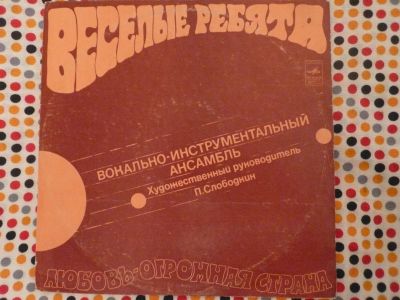 ВЕСЕЛЫЕ РЕБЯТА
ВОКАЛЬНО-ИНСТРУМЕНТАЛЬНЫЙ
АНСАМБЛЬ
Художественный руководитель
П.Слободкин
ЛЮБОВЬ-ОГРОМНАЯ СТРАНА